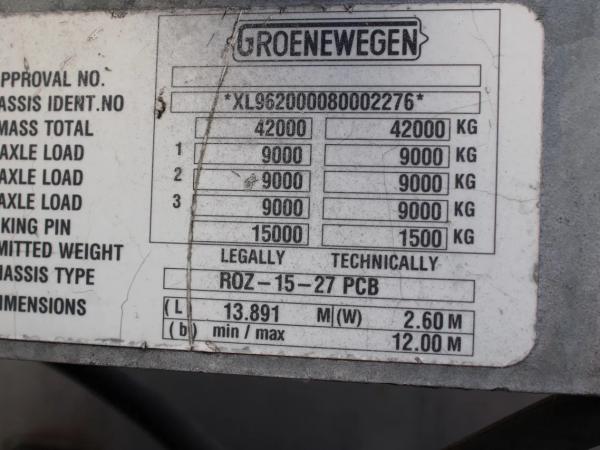 GROENEWEGEN
APPROVAL NO.
ASSIS IDENT.NO *XL962000080002276*
MASS TOTAL 42000 42000 KG
AXLE LOAD 1 9000 9000 KG
AXLE LOAD 2 9000 9000 KG
AXLE LOAD 3 9000 9000 KG
KING PIN 15000 1500 KG
MITTED WEIGHT LEGALLY TECHNICALLY
HASSIS TYPE ROZ-15-27 PCB
IMENSIONS (L 13.891 M (W) 2.60 M
(b) min / max 12.00 M